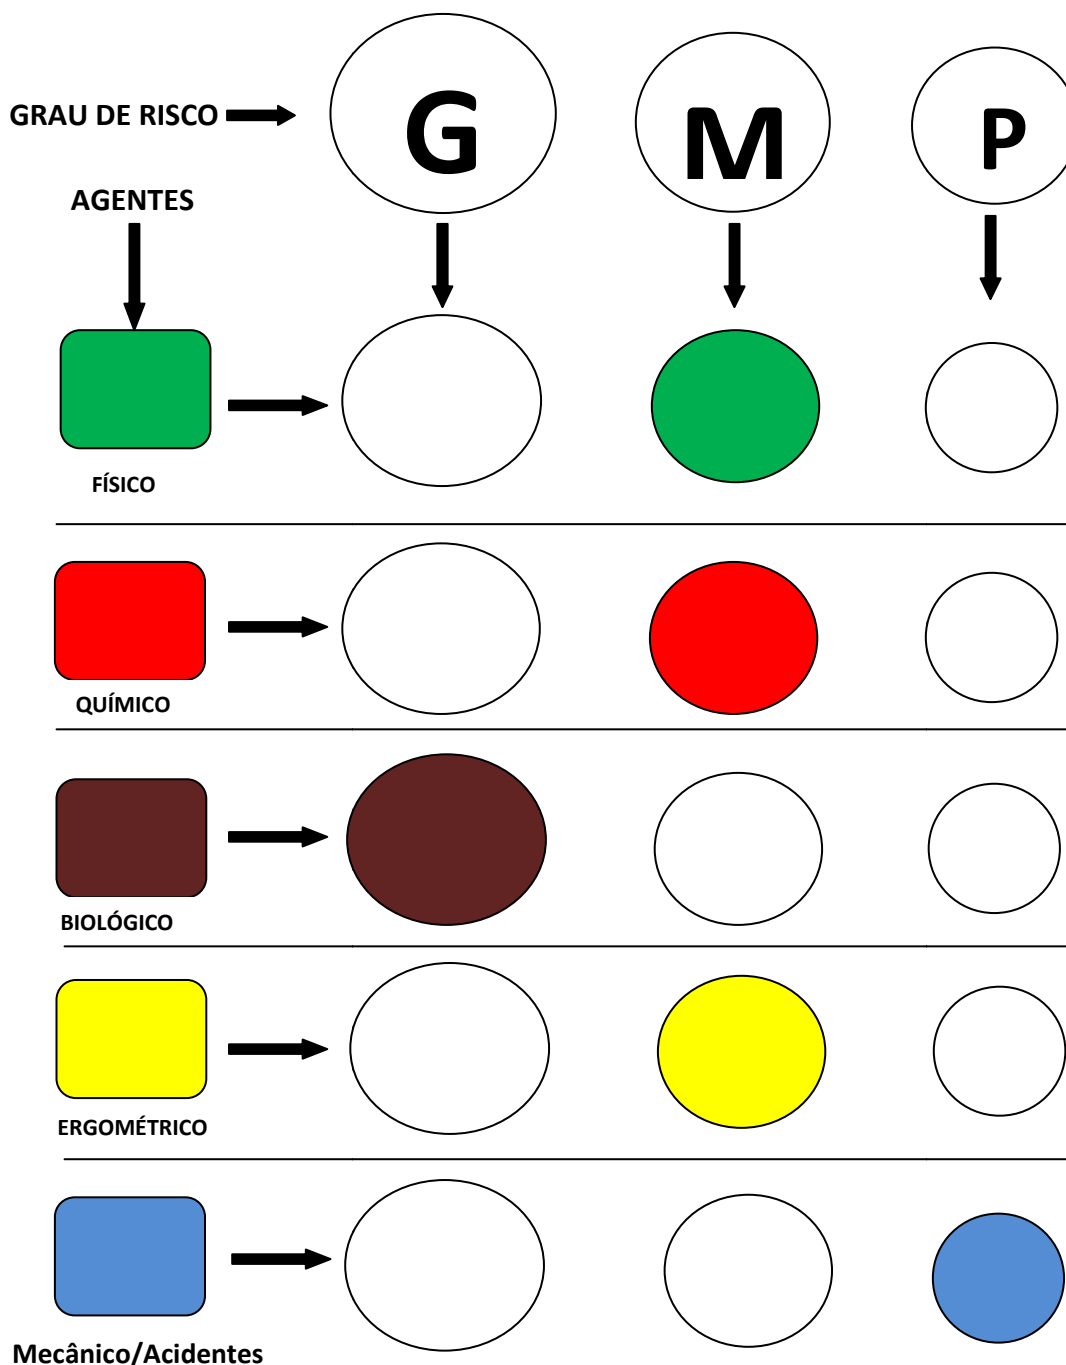 GRAU DE RISCO
G
M
P
AGENTES
FÍSICO
QUÍMICO
BIOLÓGICO
ERGOMÉTRICO
Mecânico/Acidentes